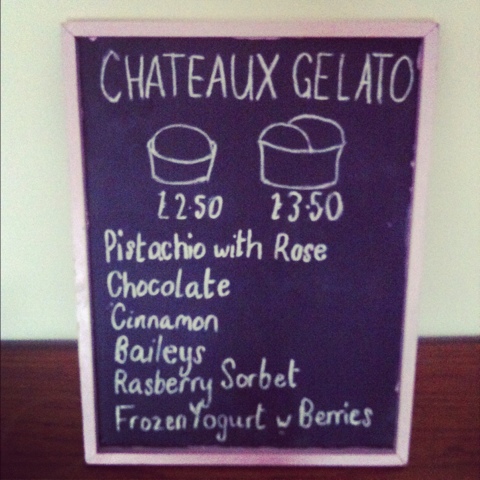 CHATEAUX GELATO
£2.50 £3.50
Pistachio with Rose
Chocolate
Cinnamon
Baileys
Rasberry Sorbet
Frozen Yogurt w Berries